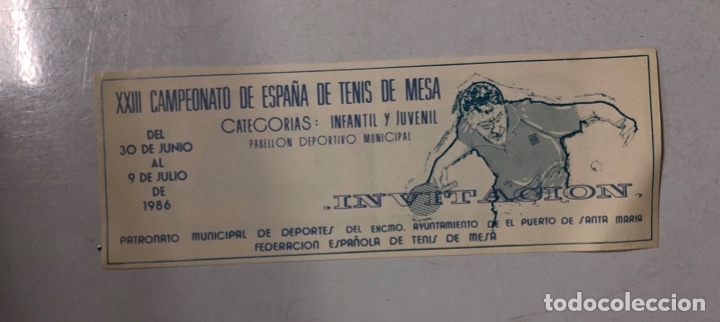 XXIII CAMPEONATO DE ESPAÑA DE TENIS DE MESA
CATEGORIAS: INFANTIL Y JUVENIL
PABELLON DEPORTIVO MUNICIPAL
DEL
30 DE JUNIO
AL
9 DE JULIO
DE
1986
.INVITACION.
PATRONATO MUNICIPAL DE DEPORTES DEL EXCMO. AYUNTAMIENTO DE EL PUERTO DE SANTA MARIA
FEDERACION ESPAÑOLA DE TENIS DE MESA
todocoleccion.net